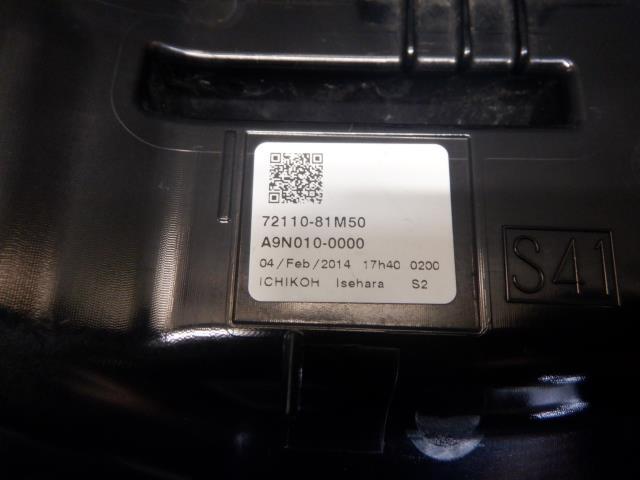 72110-81M50
A9N010-0000
04/Feb/2014 17h40 0200
ICHIKOH Isehara S2
S41